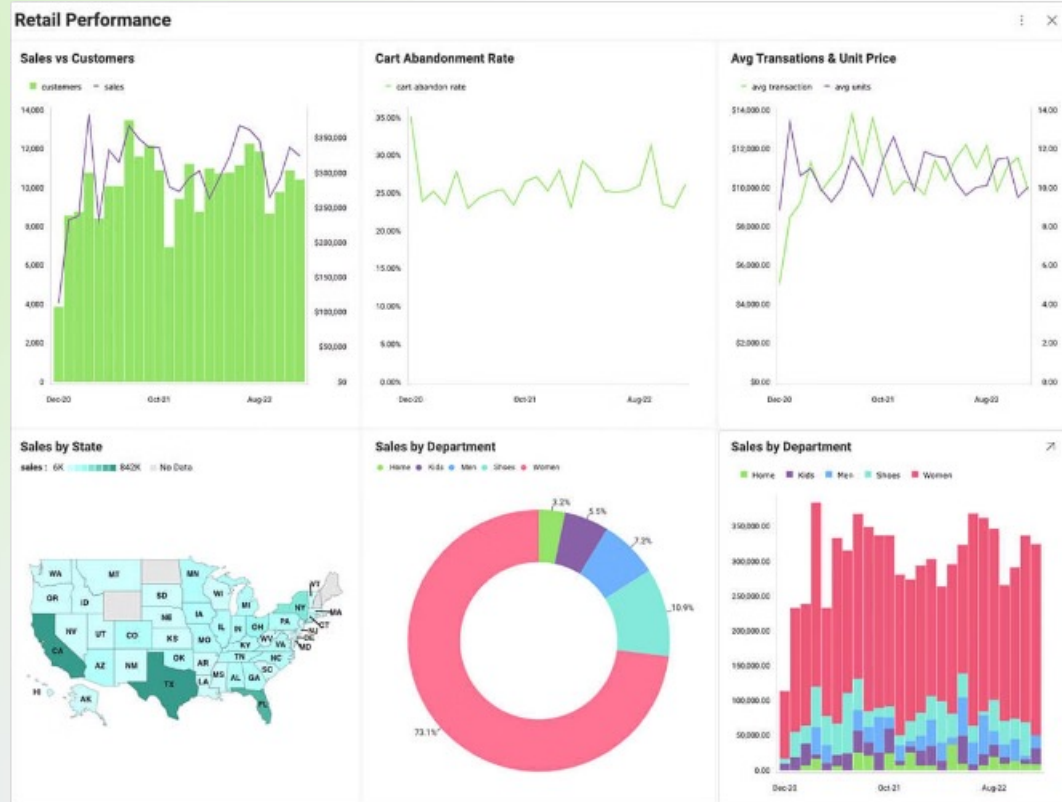 Retail Performance
Sales vs Customers
customers
sales
14,000
12,000
10,000
8,000
6,000
4,000
2,000
0
$350,000
$300,000
$250,000
$200,000
$150,000
$100,000
$50,000
$0
Dec-20
Oct-21
Aug-22
Cart Abandonment Rate
cart abandon rate
35.00%
30.00%
25.00%
20.00%
15.00%
10.00%
5.00%
0.00%
Dec-20
Oct-21
Aug-22
Avg Transations & Unit Price
avg transaction
avg units
$14,000.00
$12,000.00
$10,000.00
$8,000.00
$6,000.00
$4,000.00
$2,000.00
$0.00
14.00
12.00
10.00
8.00
6.00
4.00
2.00
0.00
Dec-20
Oct-21
Aug-22
Sales by State
sales : 6K 842K No Data
WA
MT
MN
VT
OR
ID
SD
WI
MI
NY
MA
CT
NV
UT
CO
NE
IA
IL
IN
OH
PA
NJ
DE
MD
CA
KS
MO
KY
WV
VA
AZ
NM
OK
AR
TN
NC
SC
TX
LA
MS
AL
GA
FL
HI
AK
Sales by Department
Home Kids Men Shoes Women
3.2%
5.5%
7.2%
10.9%
73.1%
Sales by Department
Home Kids Men Shoes Women
350,000.00
300,000.00
250,000.00
200,000.00
150,000.00
100,000.00
50,000.00
0.00
Dec-20
Oct-21
Aug-22